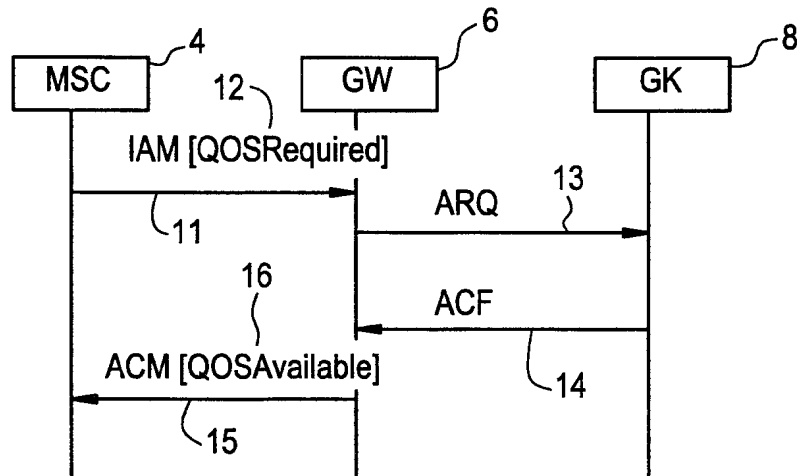 MSC
4
GW
6
GK
8
12
IAM [QOSRequired]
11
ARQ
13
ACF
14
16
ACM [QOSAvailable]
15